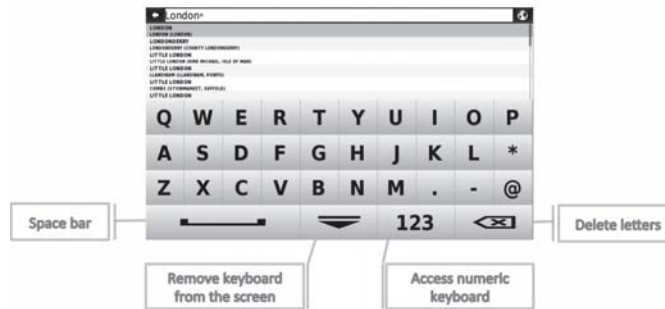 London*
LONDON
LONDON (LONDON)
LONDONDERRY
LONDONDERRY (COUNTY LONDONDERRY)
LITTLE LONDON
LITTLE LONDON (KIRK MICHAEL, ISLE OF MAN)
LITTLE LONDON
LLANDINAM (LLANDINAM, POWYS)
LITTLE LONDON
COMBS (STOWMARKET, SUFFOLK)
LITTLE LONDON
Q W E R T Y U I O P
A S D F G H J K L *
Z X C V B N M . - @
123
Space bar
Delete letters
Remove keyboard
from the screen
Access numeric
keyboard